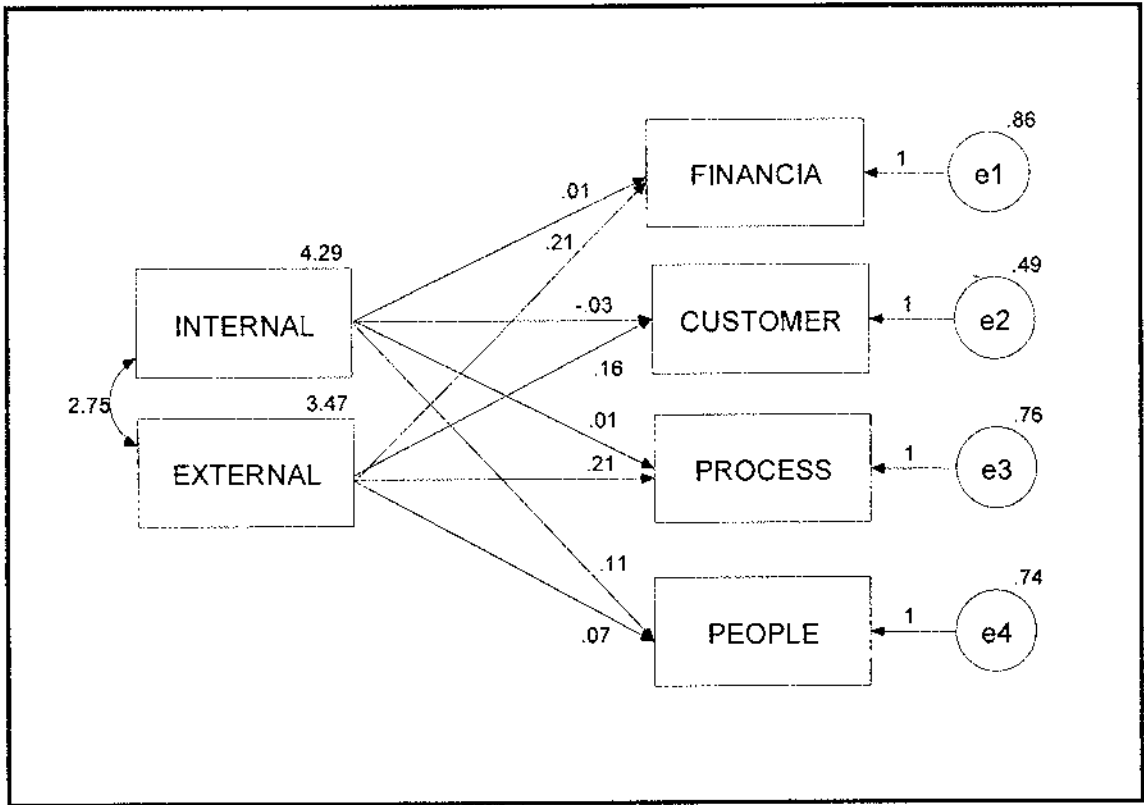 .86
FINANCIA
1
e1
.01
.21
4.29
.49
INTERNAL
-.03
CUSTOMER
1
e2
.16
2.75
3.47
.01
.76
EXTERNAL
.21
PROCESS
1
e3
.11
.74
.07
PEOPLE
1
e4